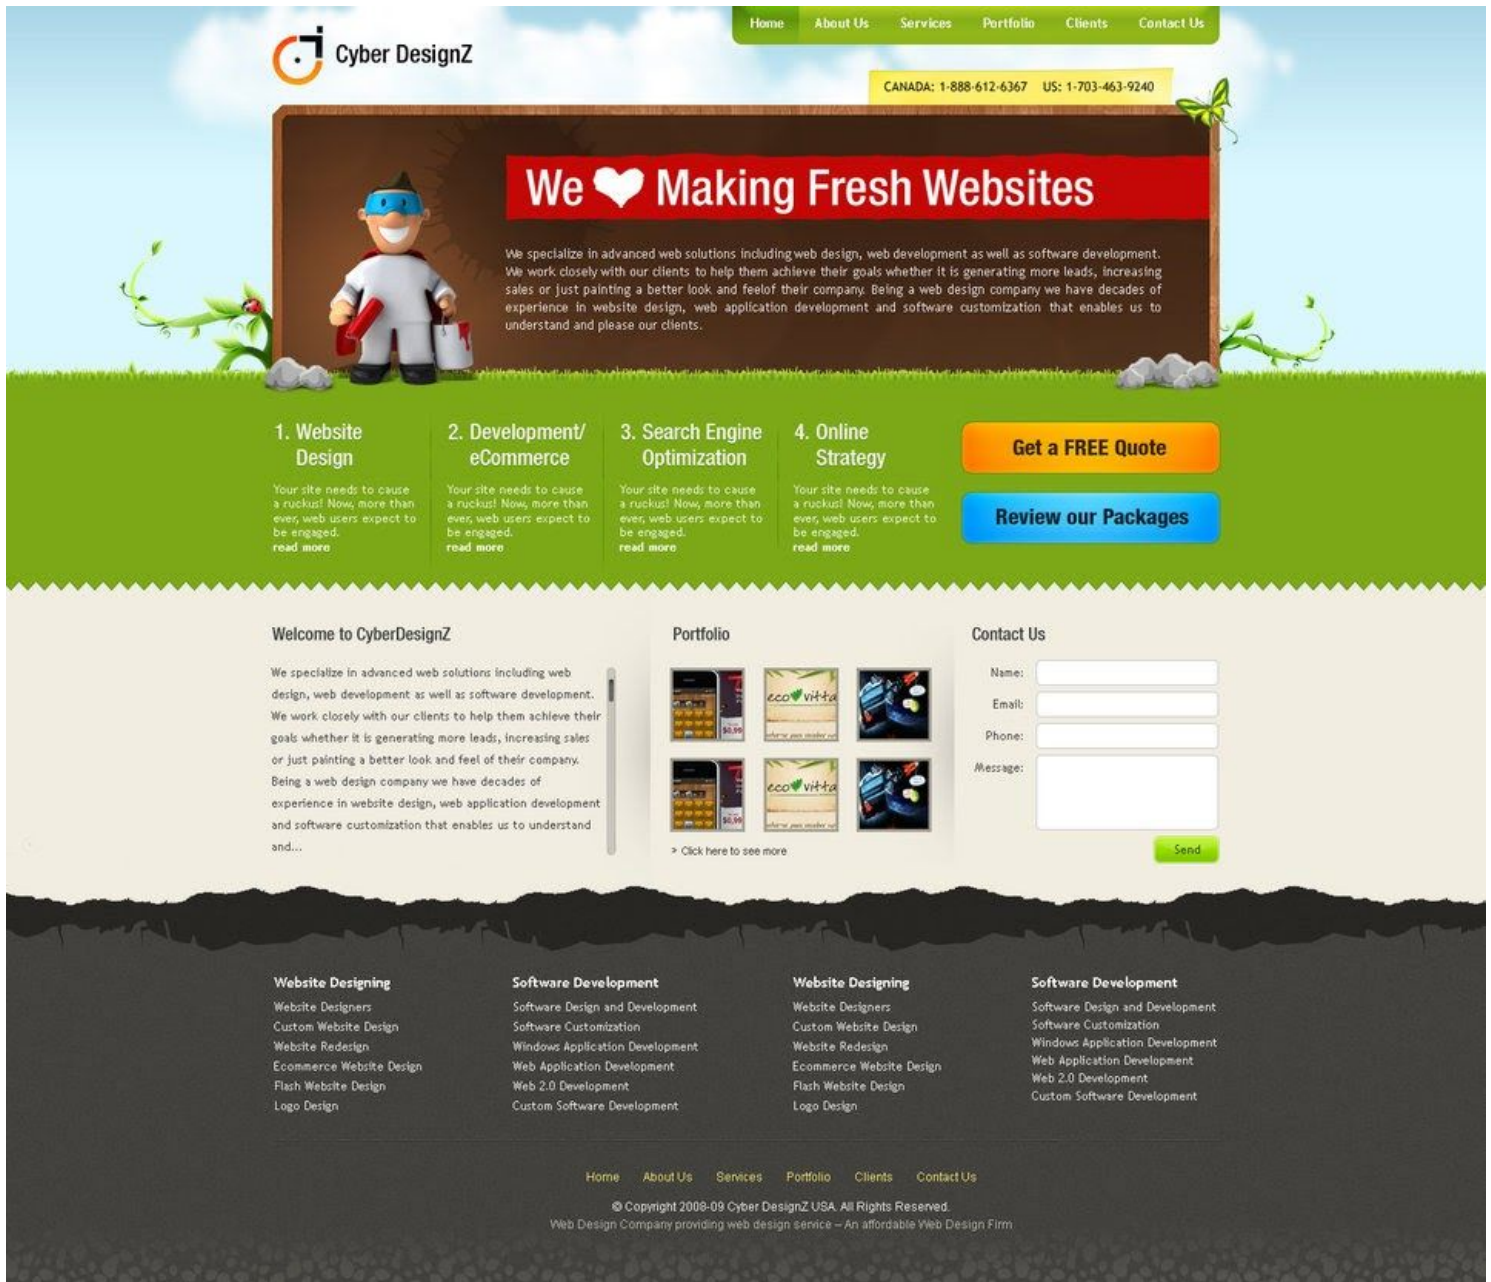 Home About Us Services Portfolio Clients Contact Us
Cyber DesignZ
CANADA: 1-888-612-6367 US: 1-703-463-9240
We Making Fresh Websites
We specialize in advanced web solutions including web design, web development as well as software development.
We work closely with our clients to help them achieve their goals whether it is generating more leads, increasing
sales or just painting a better look and feelof their company. Being a web design company we have decades of
experience in website design, web application development and software customization that enables us to
understand and please our clients.
1. Website
Design
Your site needs to cause
a ruckus! Now, more than
ever, web users expect to
be engaged.
read more
2. Development/
eCommerce
Your site needs to cause
a ruckus! Now, more than
ever, web users expect to
be engaged.
read more
3. Search Engine
Optimization
Your site needs to cause
a ruckus! Now, more than
ever, web users expect to
be engaged.
read more
4. Online
Strategy
Your site needs to cause
a ruckus! Now, more than
ever, web users expect to
be engaged.
read more
Get a FREE Quote
Review our Packages
Welcome to CyberDesignZ
We specialize in advanced web solutions including web
design, web development as well as software development.
We work closely with our clients to help them achieve their
goals whether it is generating more leads, increasing sales
or just painting a better look and feel of their company.
Being a web design company we have decades of
experience in website design, web application development
and software customization that enables us to understand
and...
Portfolio
$0,99
eco vitta
$0,99
eco vitta
» Click here to see more
Contact Us
Name:
Email:
Phone:
Message:
Send
Website Designing
Website Designers
Custom Website Design
Website Redesign
Ecommerce Website Design
Flash Website Design
Logo Design
Software Development
Software Design and Development
Software Customization
Windows Application Development
Web Application Development
Web 2.0 Development
Custom Software Development
Website Designing
Website Designers
Custom Website Design
Website Redesign
Ecommerce Website Design
Flash Website Design
Logo Design
Software Development
Software Design and Development
Software Customization
Windows Application Development
Web Application Development
Web 2.0 Development
Custom Software Development
Home About Us Services Portfolio Clients Contact Us
© Copyright 2008-09 Cyber DesignZ USA. All Rights Reserved.
Web Design Company providing web design service – An affordable Web Design Firm